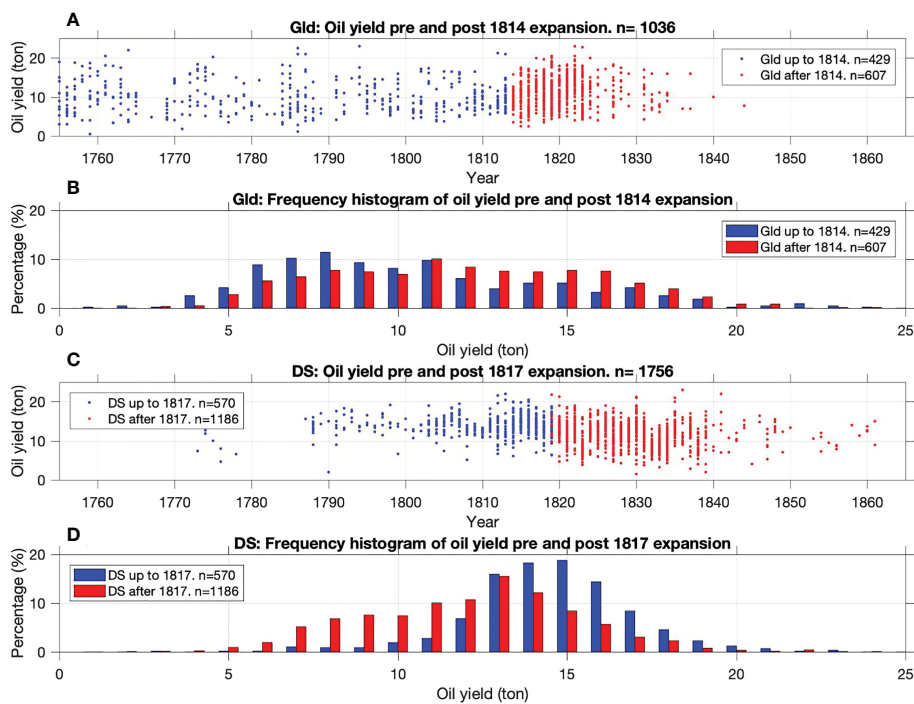 A
Gld: Oil yield pre and post 1814 expansion. n= 1036
Oil yield (ton)
20
10
0
Gld up to 1814. n=429
Gld after 1814. n=607
1760 1770 1780 1790 1800 1810 1820 1830 1840 1850 1860
Year
B
Gld: Frequency histogram of oil yield pre and post 1814 expansion
Percentage (%)
20
10
0
Gld up to 1814. n=429
Gld after 1814. n=607
0 5 10 15 20 25
Oil yield (ton)
C
DS: Oil yield pre and post 1817 expansion. n= 1756
Oil yield (ton)
20
10
0
DS up to 1817. n=570
DS after 1817. n=1186
1760 1770 1780 1790 1800 1810 1820 1830 1840 1850 1860
Year
D
DS: Frequency histogram of oil yield pre and post 1817 expansion
Percentage (%)
20
10
0
DS up to 1817. n=570
DS after 1817. n=1186
0 5 10 15 20 25
Oil yield (ton)